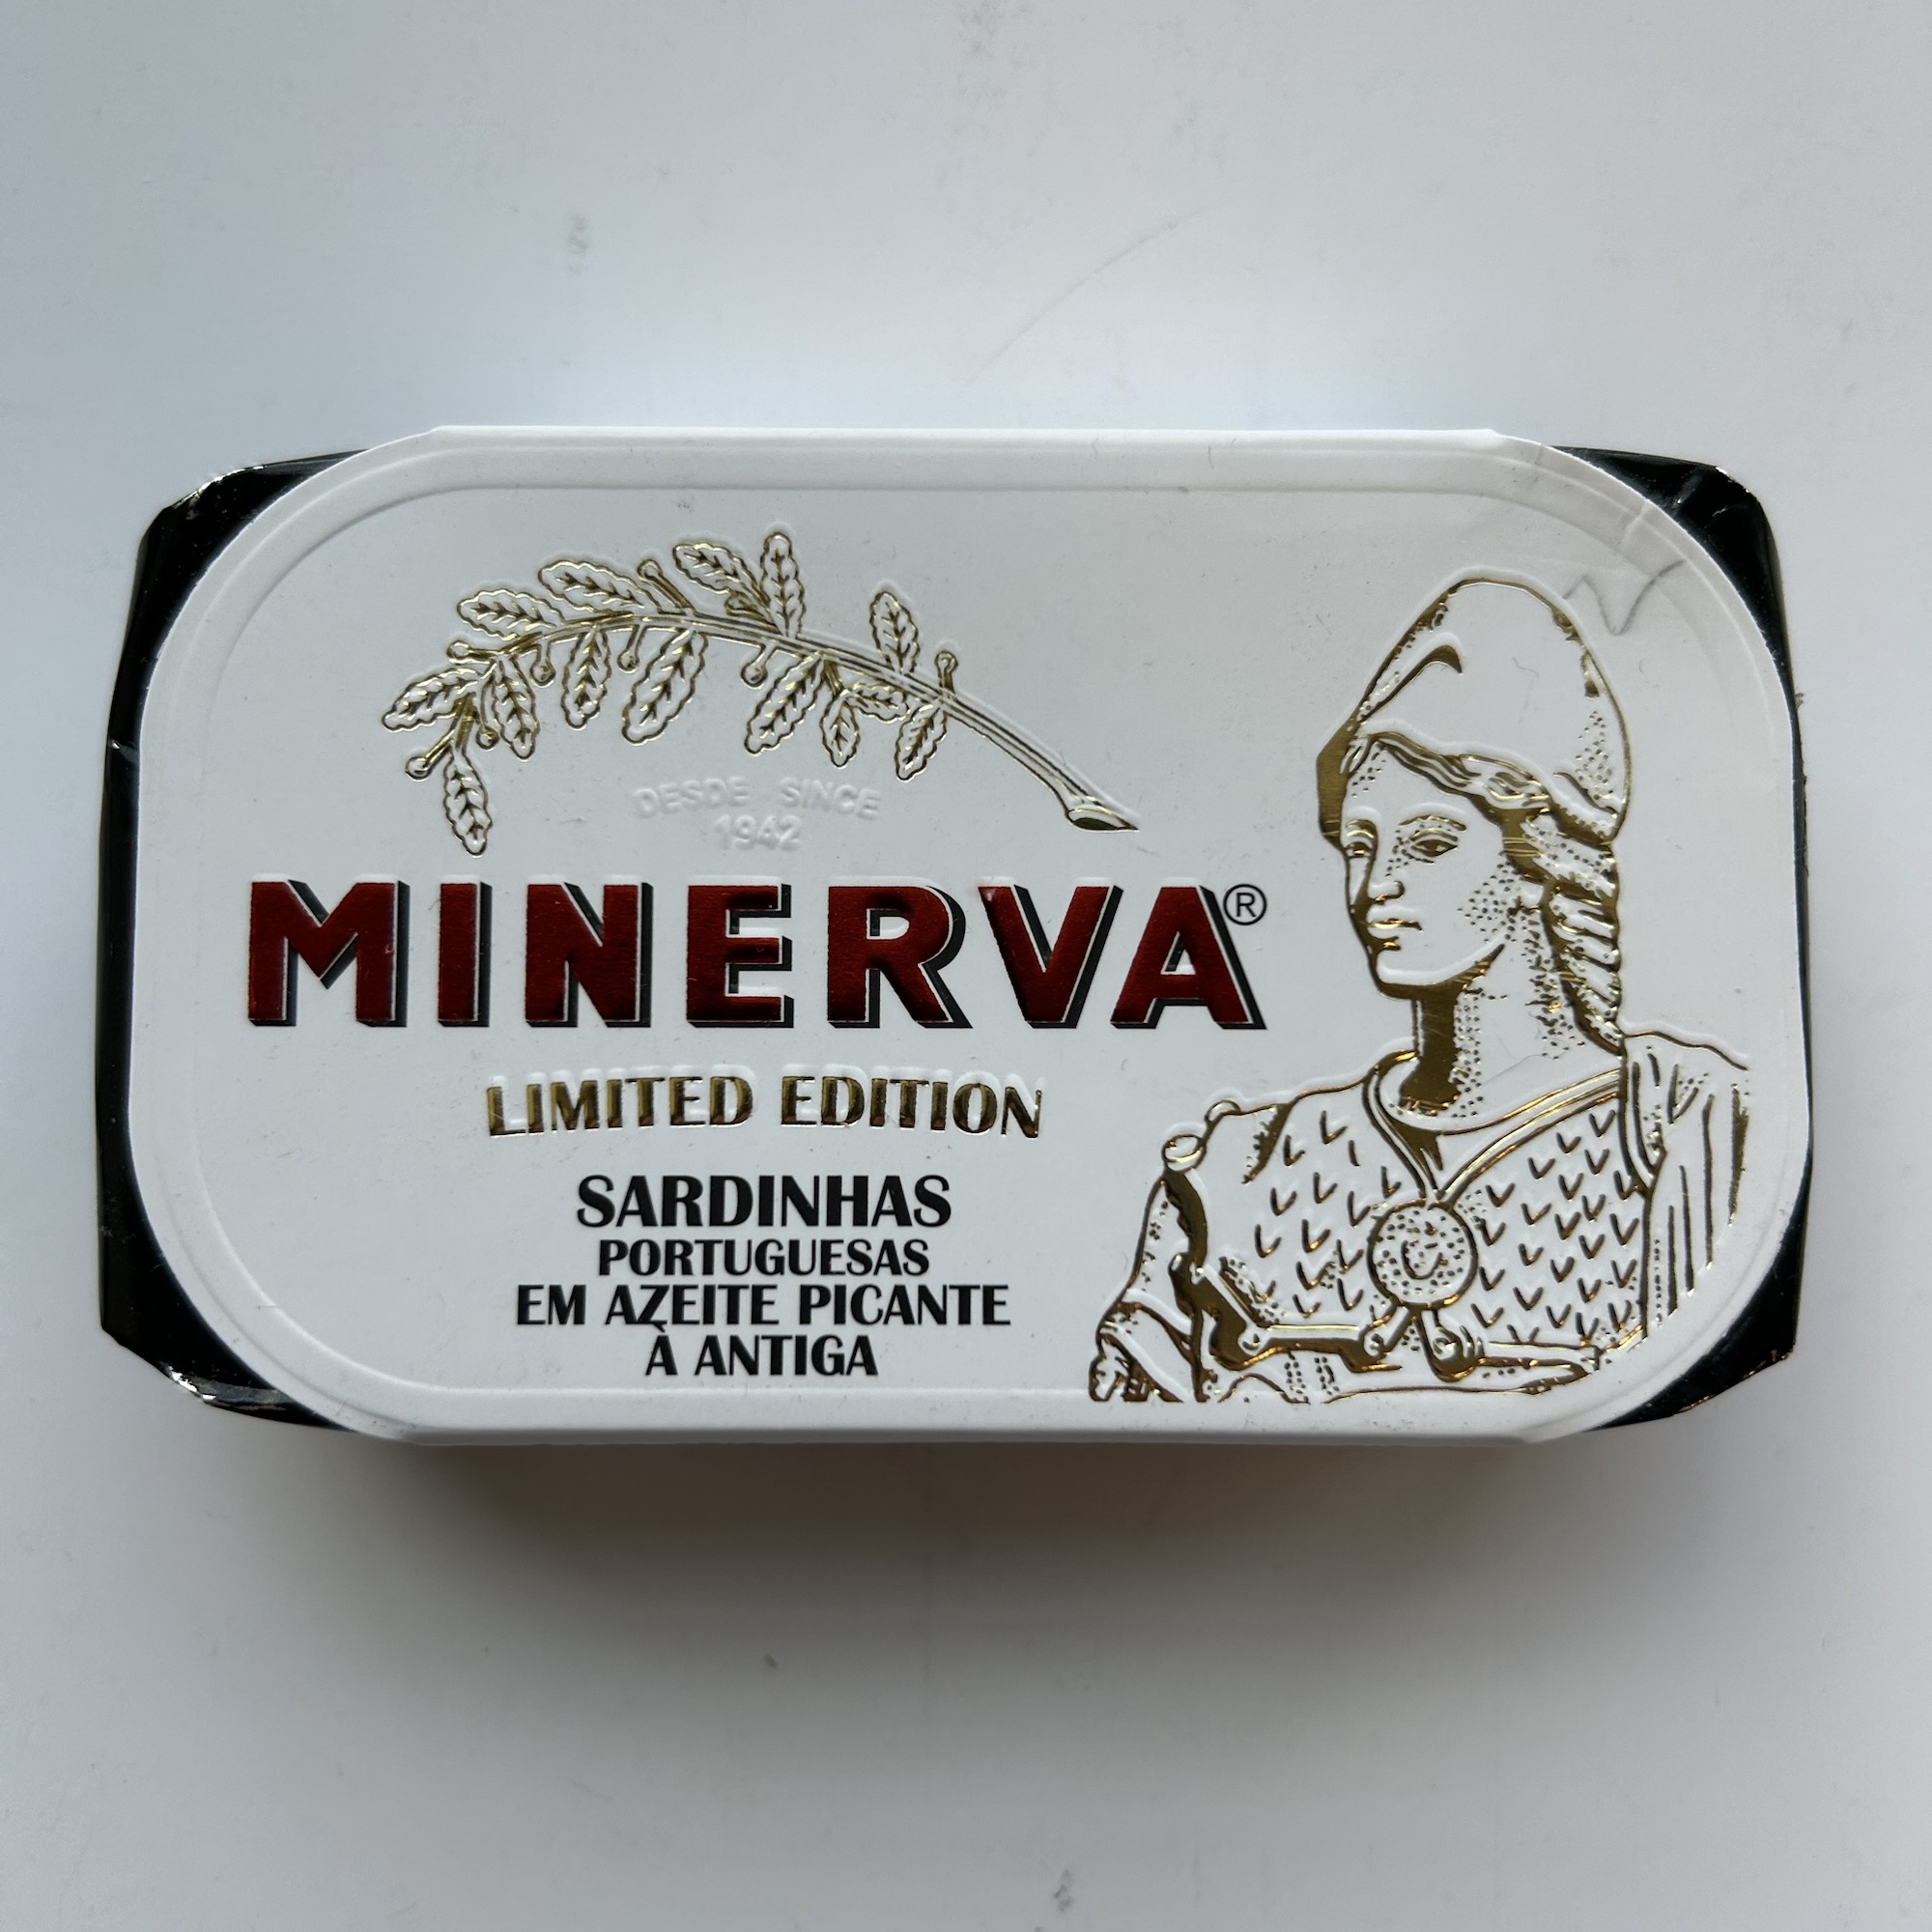 DESDE SINCE
1942
MINERVA®
LIMITED EDITION
SARDINHAS
PORTUGUESAS
EM AZEITE PICANTE
À ANTIGA